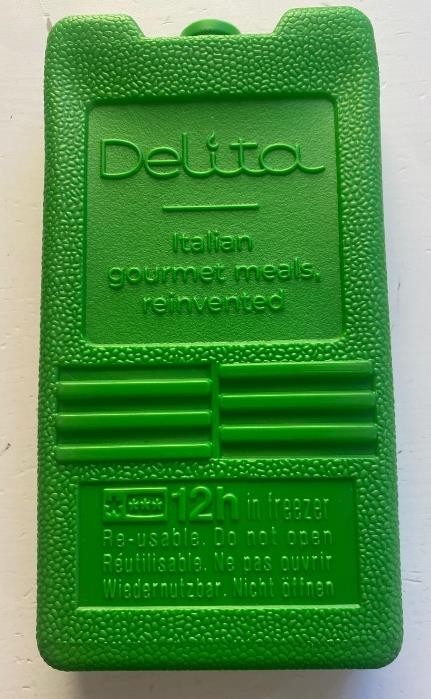 Delita
Italian
gourmet meals,
reinvented
12h in freezer
Re-usable. Do not open
Réutilisable. Ne pas ouvrir
Wiedernutzbar. Nicht öffnen